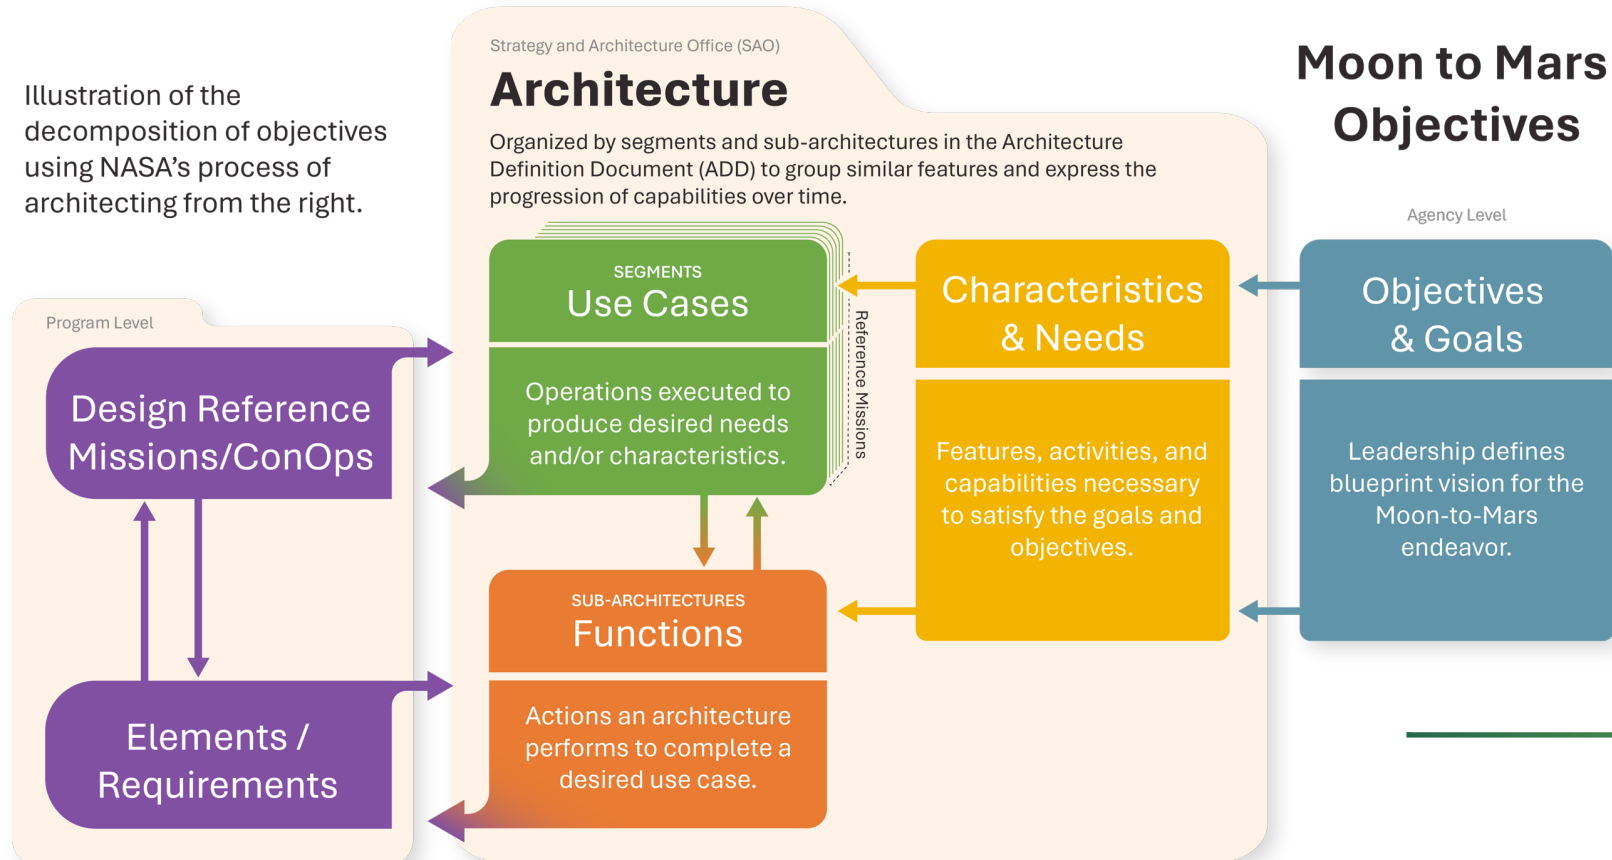 Illustration of the
decomposition of objectives
using NASA's process of
architecting from the right.
Strategy and Architecture Office (SAO)
Architecture
Organized by segments and sub-architectures in the Architecture
Definition Document (ADD) to group similar features and express the
progression of capabilities over time.
Moon to Mars
Objectives
Agency Level
Program Level
Design Reference
Missions/ConOps
Elements /
Requirements
SEGMENTS
Use Cases
Operations executed to
produce desired needs
and/or characteristics.
Reference Missions
SUB-ARCHITECTURES
Functions
Actions an architecture
performs to complete a
desired use case.
Characteristics
& Needs
Features, activities, and
capabilities necessary
to satisfy the goals and
objectives.
Objectives
& Goals
Leadership defines
blueprint vision for the
Moon-to-Mars
endeavor.